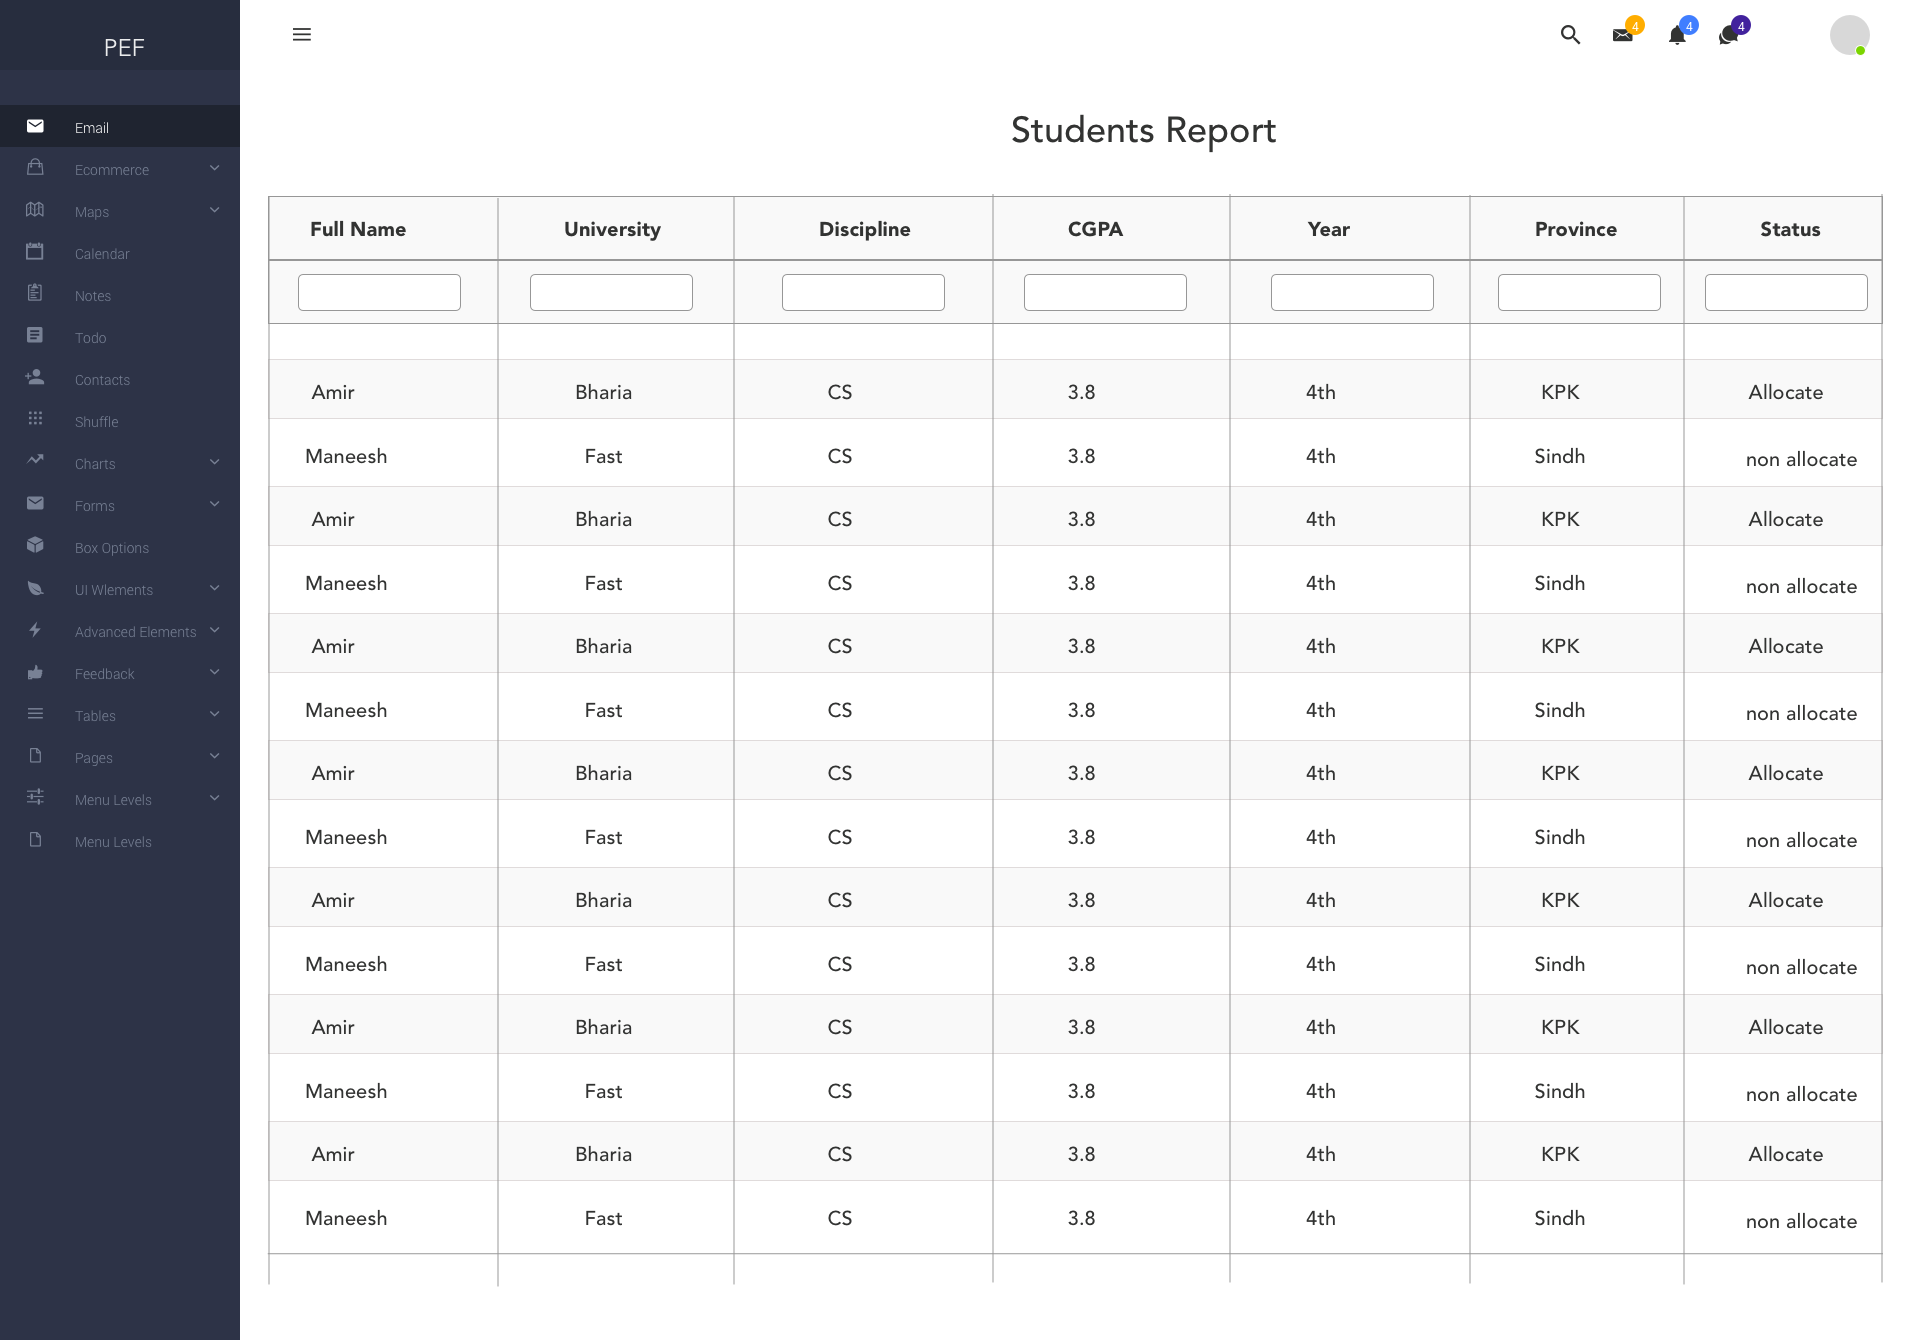 PEF
4 4 4
Email
Ecommerce
Maps
Calendar
Notes
Todo
Contacts
Shuffle
Charts
Forms
Box Options
UI Wlements
Advanced Elements
Feedback
Tables
Pages
Menu Levels
Menu Levels
Students Report
Full Name University Discipline CGPA Year Province Status
Amir Bharia CS 3.8 4th KPK Allocate
Maneesh Fast CS 3.8 4th Sindh non allocate
Amir Bharia CS 3.8 4th KPK Allocate
Maneesh Fast CS 3.8 4th Sindh non allocate
Amir Bharia CS 3.8 4th KPK Allocate
Maneesh Fast CS 3.8 4th Sindh non allocate
Amir Bharia CS 3.8 4th KPK Allocate
Maneesh Fast CS 3.8 4th Sindh non allocate
Amir Bharia CS 3.8 4th KPK Allocate
Maneesh Fast CS 3.8 4th Sindh non allocate
Amir Bharia CS 3.8 4th KPK Allocate
Maneesh Fast CS 3.8 4th Sindh non allocate
Amir Bharia CS 3.8 4th KPK Allocate
Maneesh Fast CS 3.8 4th Sindh non allocate